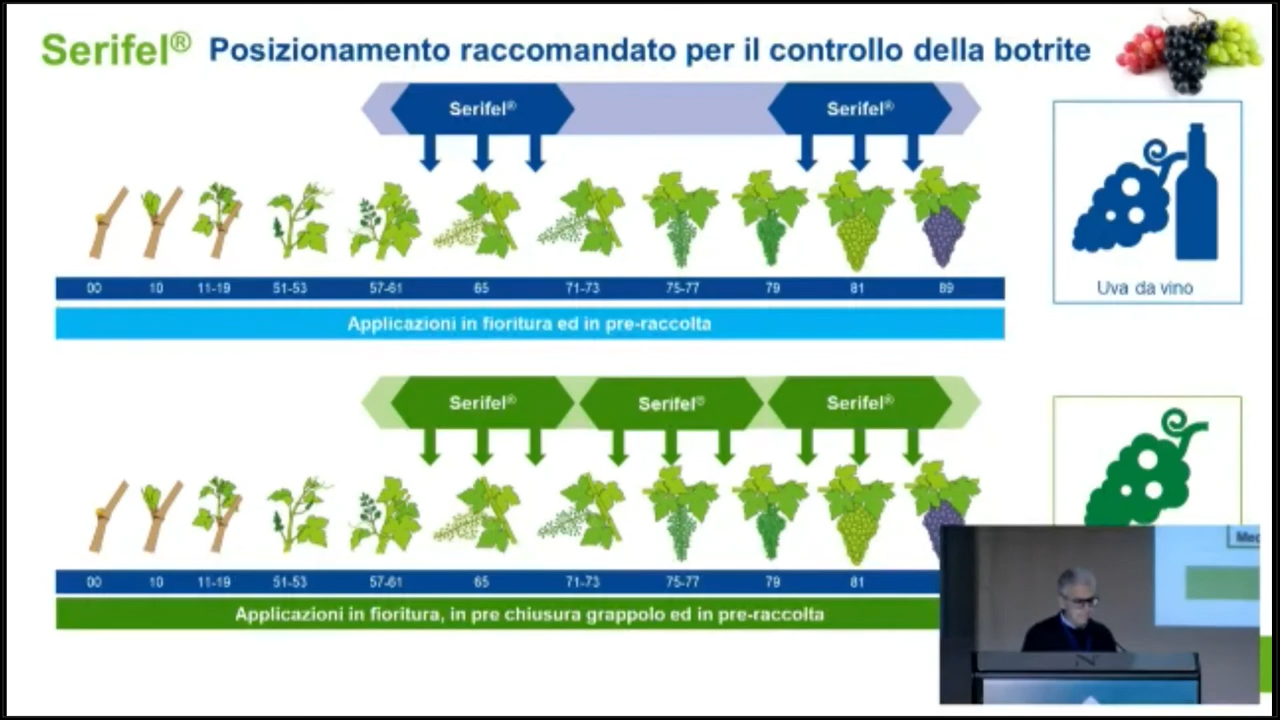 Serifel® Posizionamento raccomandato per il controllo della botrite
Serifel® Serifel®
00 10 11-19 51-53 57-61 65 71-73 75-77 79 81 89
Applicazioni in fioritura ed in pre-raccolta
Uva da vino
Serifel® Serifel® Serifel®
00 10 11-19 51-53 57-61 65 71-73 75-77 79 81
Applicazioni in fioritura, in pre chiusura grappolo ed in pre-raccolta
Med